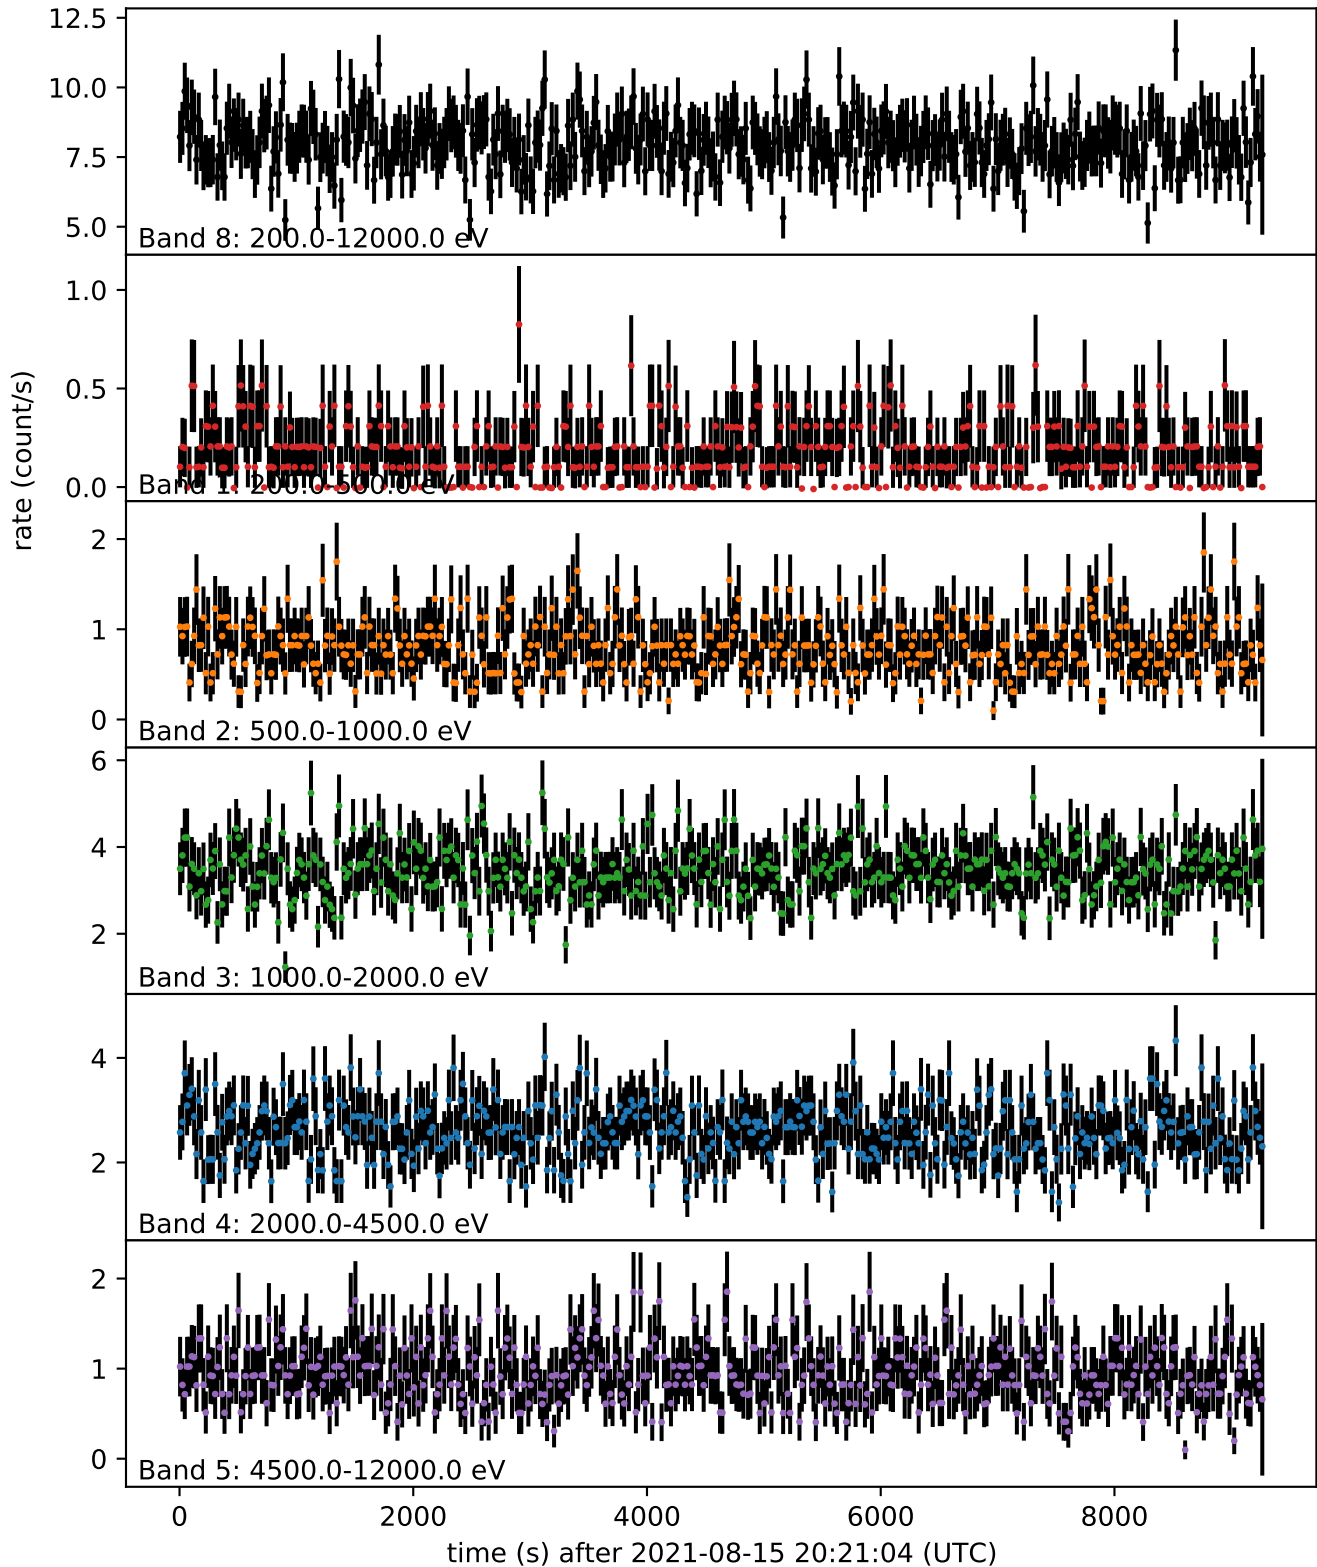 12.5
10.0
7.5
5.0
Band 8: 200.0-12000.0 eV
rate (count/s)
1.0
0.5
0.0
Band 1: 200.0-500.0 eV
2
1
0
Band 2: 500.0-1000.0 eV
6
4
2
Band 3: 1000.0-2000.0 eV
4
2
Band 4: 2000.0-4500.0 eV
2
1
0
Band 5: 4500.0-12000.0 eV
0 2000 4000 6000 8000
time (s) after 2021-08-15 20:21:04 (UTC)